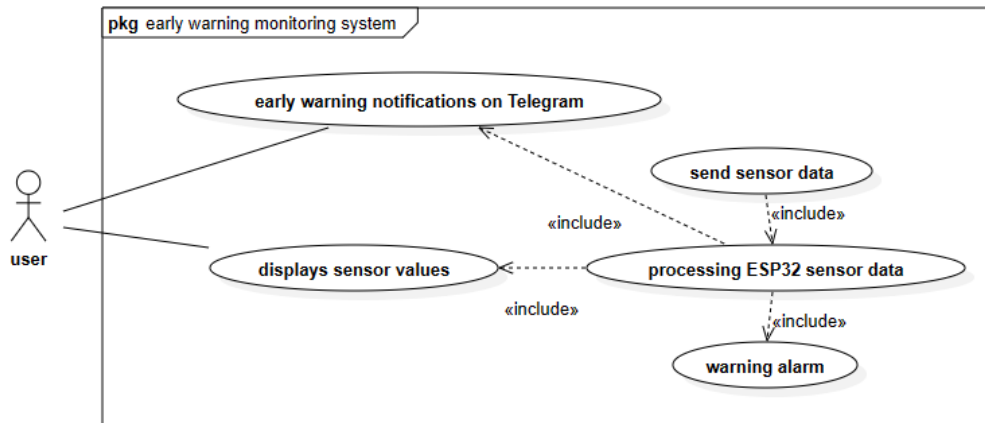 pkg early warning monitoring system
early warning notifications on Telegram
send sensor data
«include»
«include»
user
displays sensor values
processing ESP32 sensor data
«include»
«include»
warning alarm